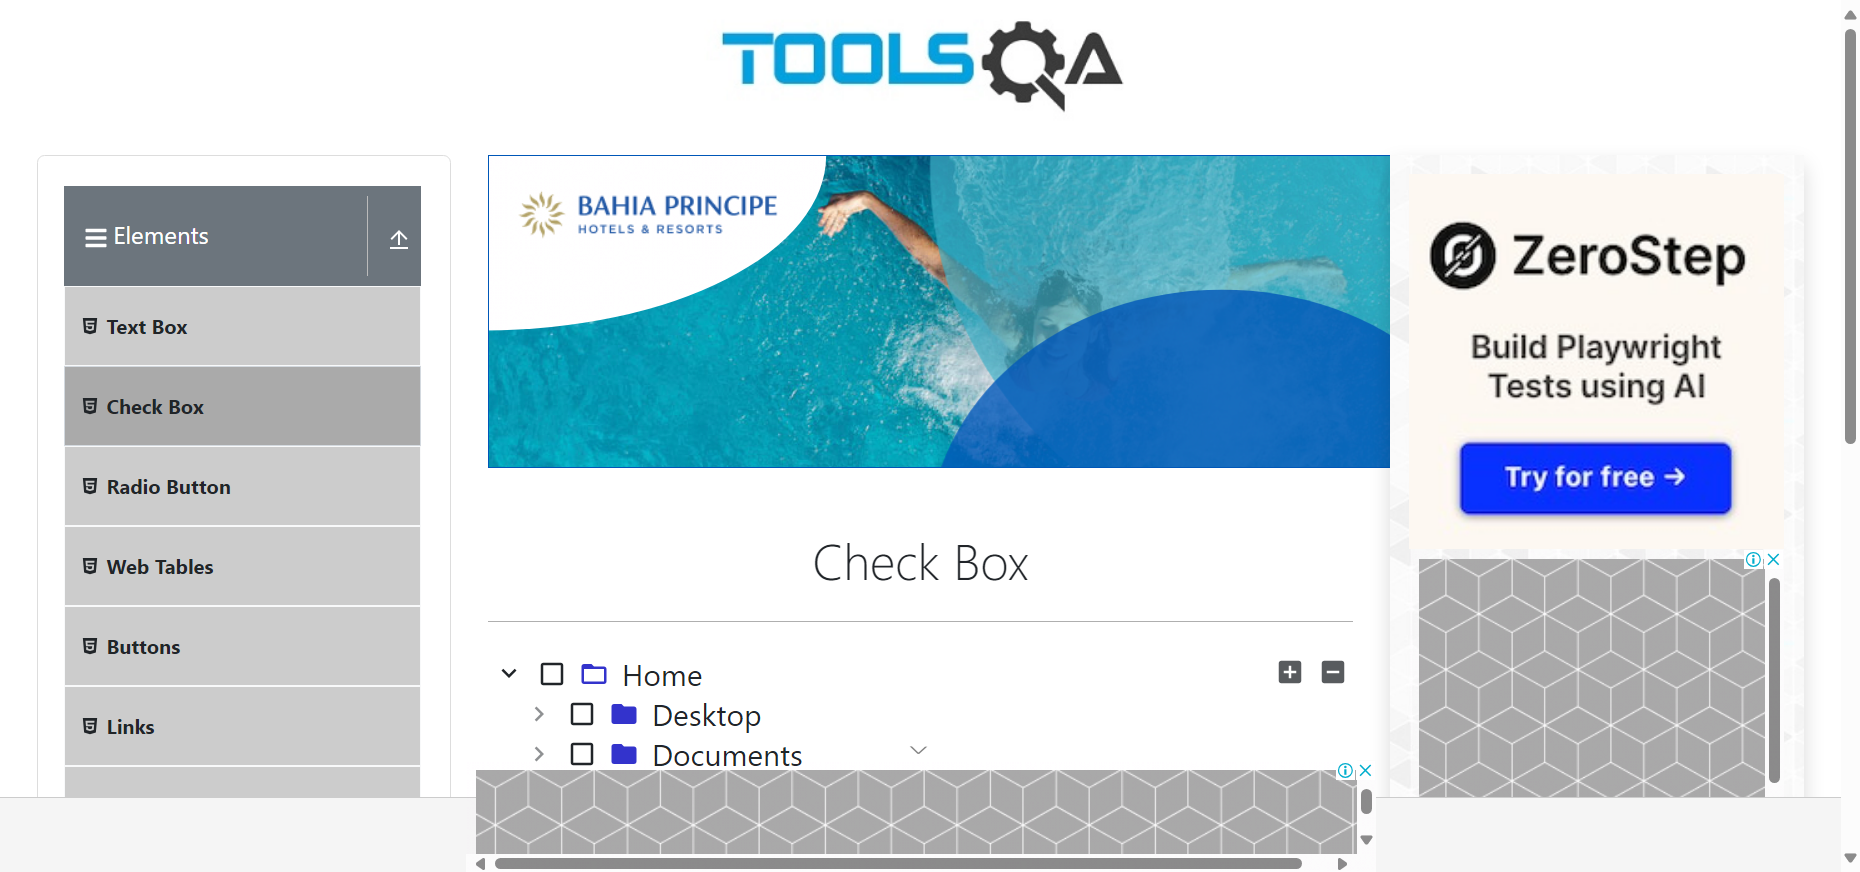 TOOLSQA
Elements
Text Box
Check Box
Radio Button
Web Tables
Buttons
Links
BAHIA PRINCIPE
HOTELS & RESORTS
Check Box
Home
Desktop
Documents
ZeroStep
Build Playwright
Tests using AI
Try for free →